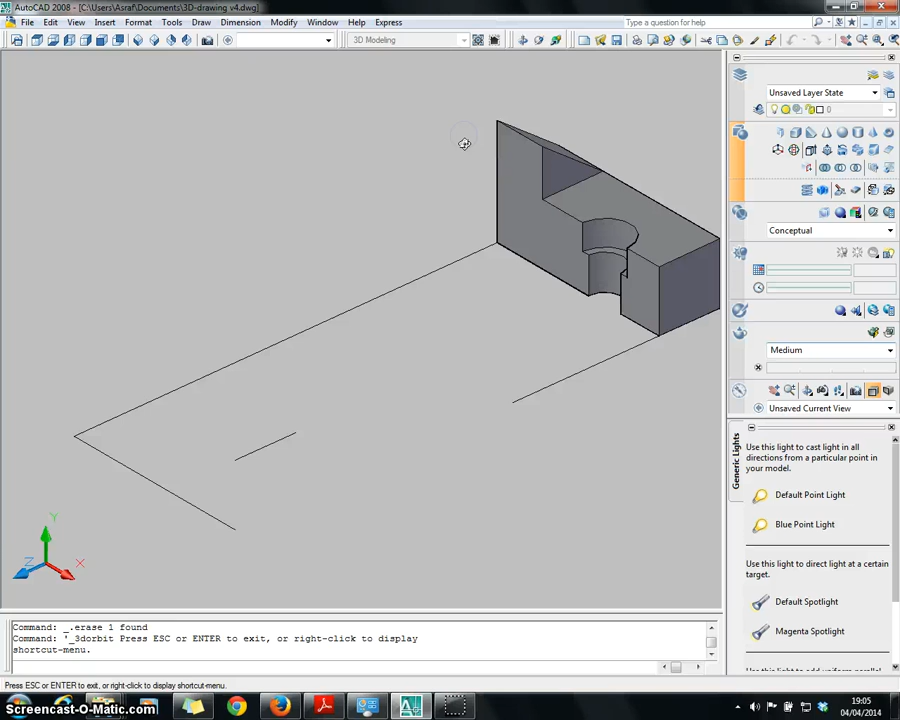 AutoCAD 2008 - [C:\Users\Asraf\Documents\3D-drawing v4.dwg]
File Edit View Insert Format Tools Draw Dimension Modify Window Help Express
Type a question for help
3D Modeling
Unsaved Layer State
0
Conceptual
Medium
Unsaved Current View
Generic Lights
Use this light to cast light in all
directions from a particular point in
your model.
Default Point Light
Blue Point Light
Use this light to direct light at a certain
target.
Default Spotlight
Magenta Spotlight
Y
Z
X
Command: _.erase 1 found
Command: '_3dorbit Press ESC or ENTER to exit, or right-click to display
shortcut-menu.
Press ESC or ENTER to exit, or right-click to display shortcut-menu.
Screencast-O-Matic.com
19:05
04/04/2014